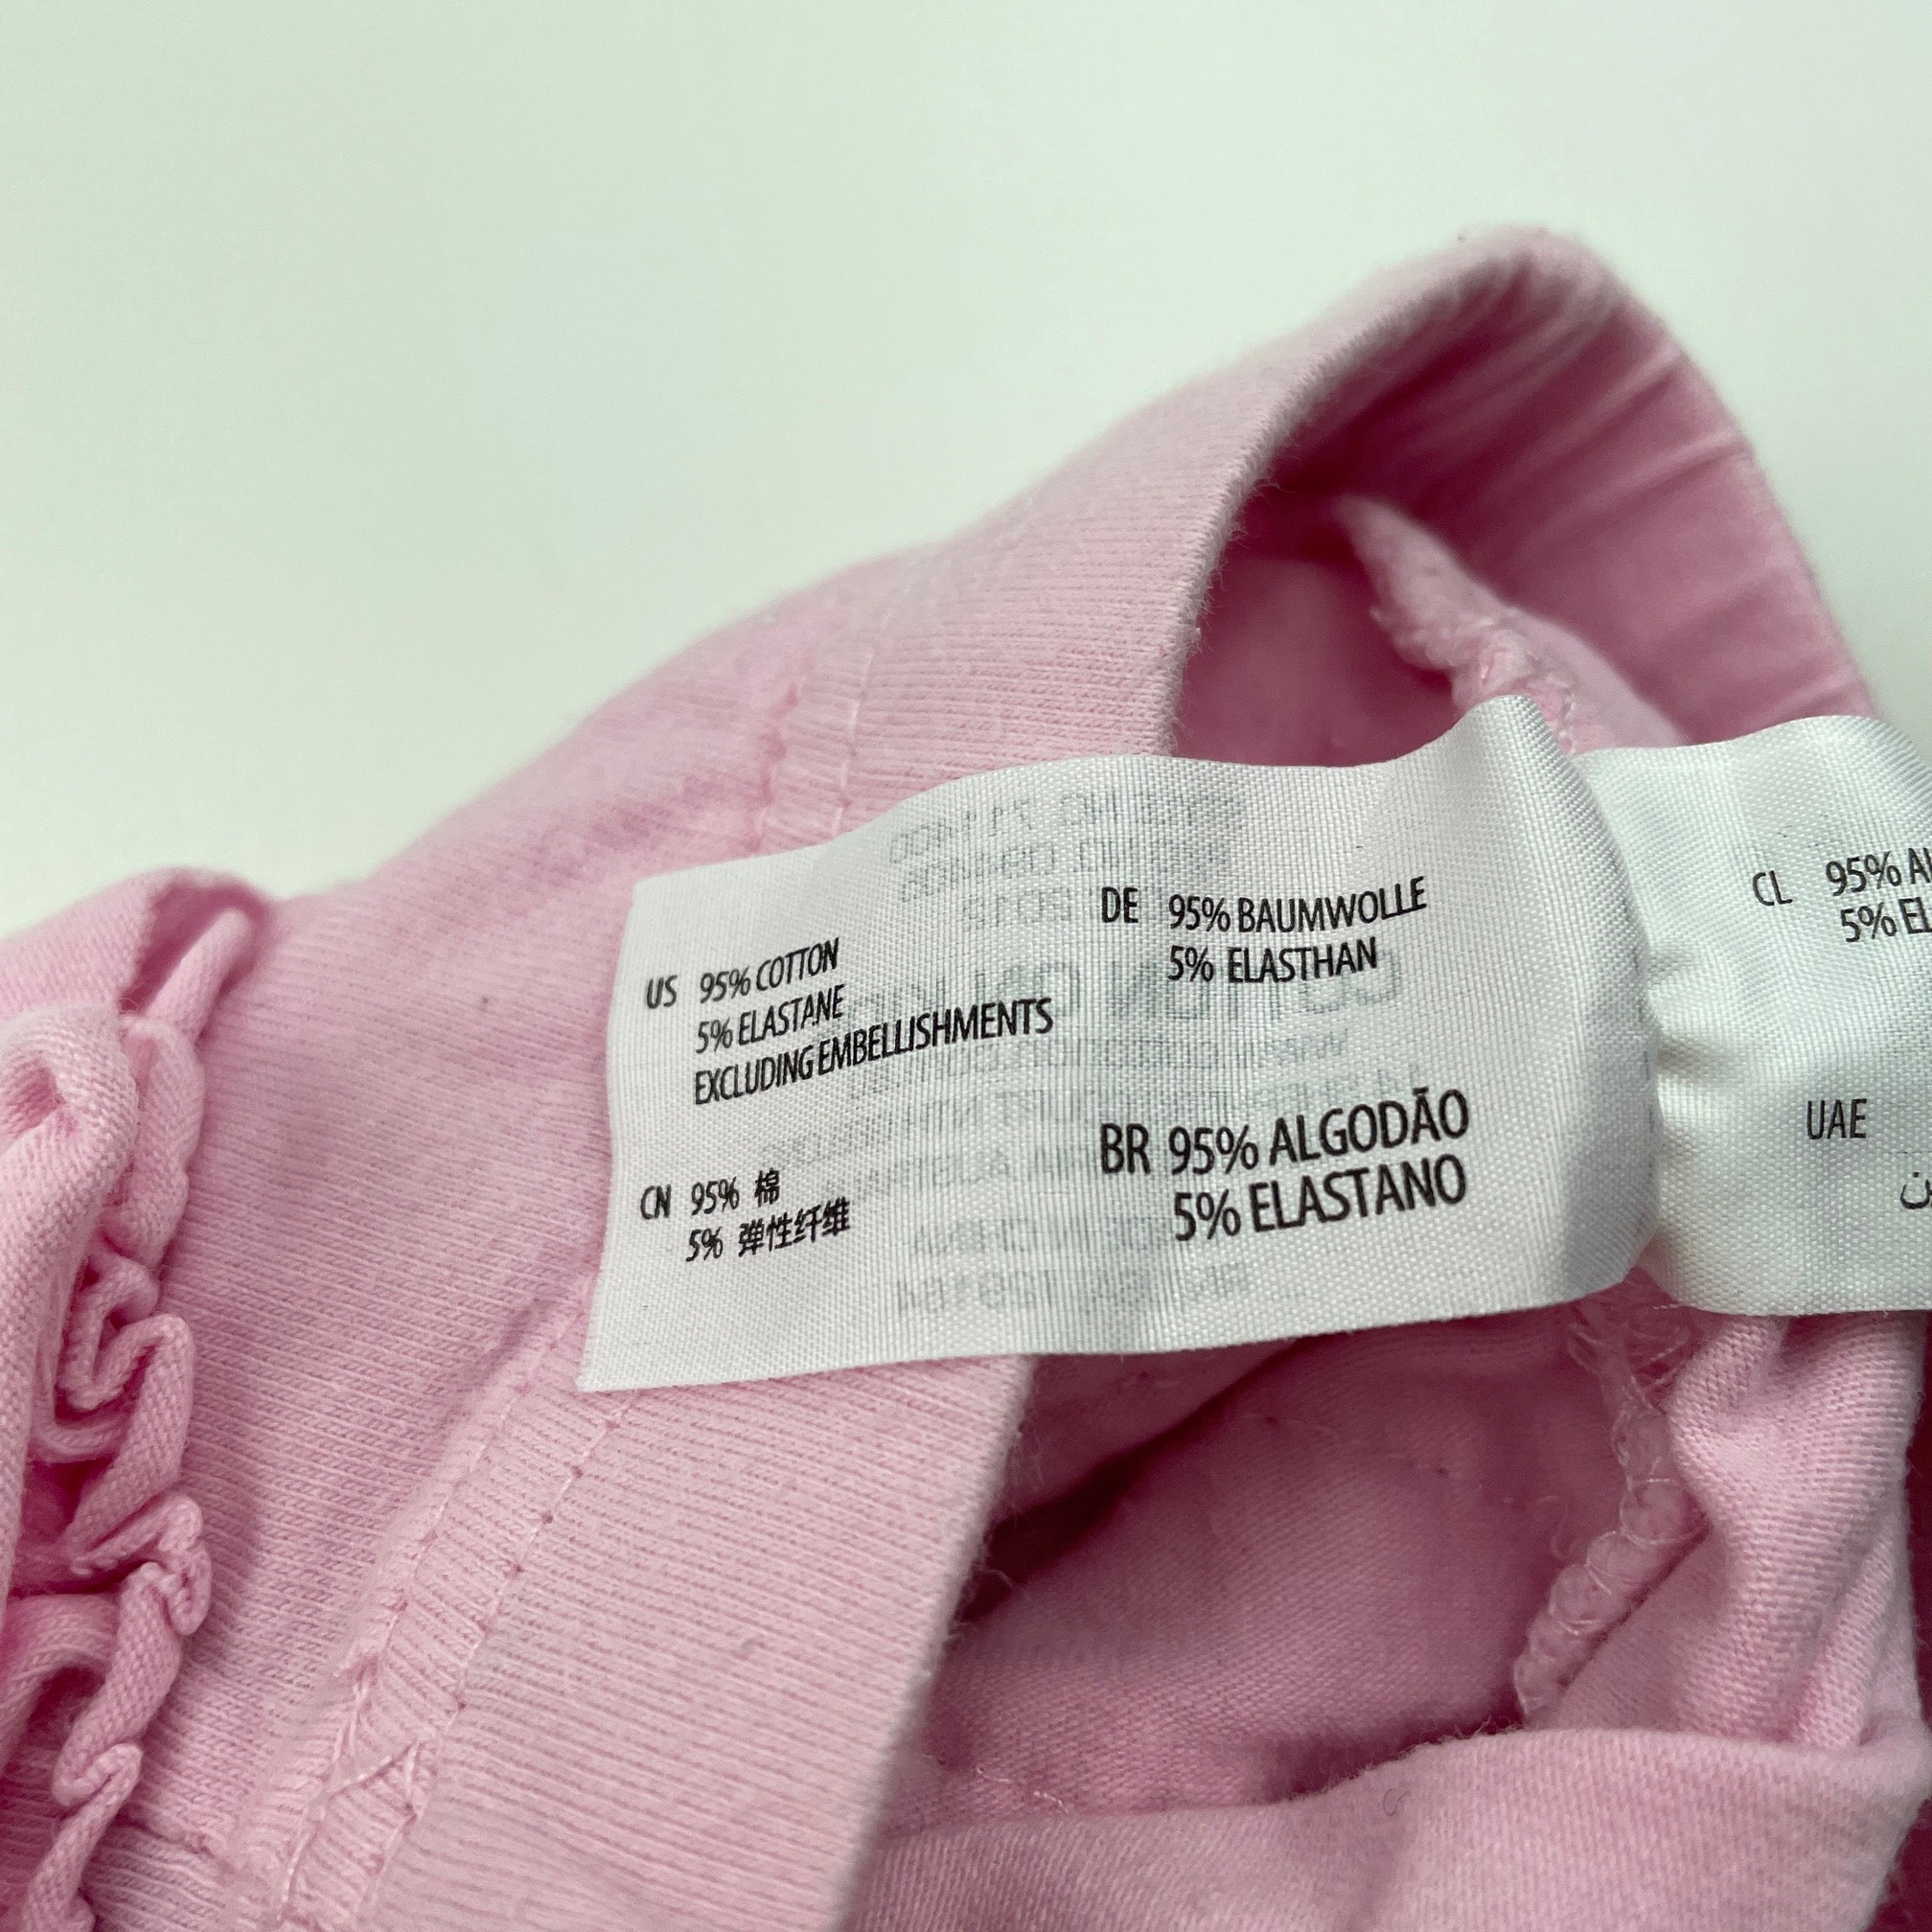 US 95% COTTON
5% ELASTANE
EXCLUDING EMBELLISHMENTS
CN 95% 棉
5% 弹性纤维
DE 95% BAUMWOLLE
5% ELASTHAN
BR 95% ALGODÃO
5% ELASTANO
CL 95%
5%
UAE